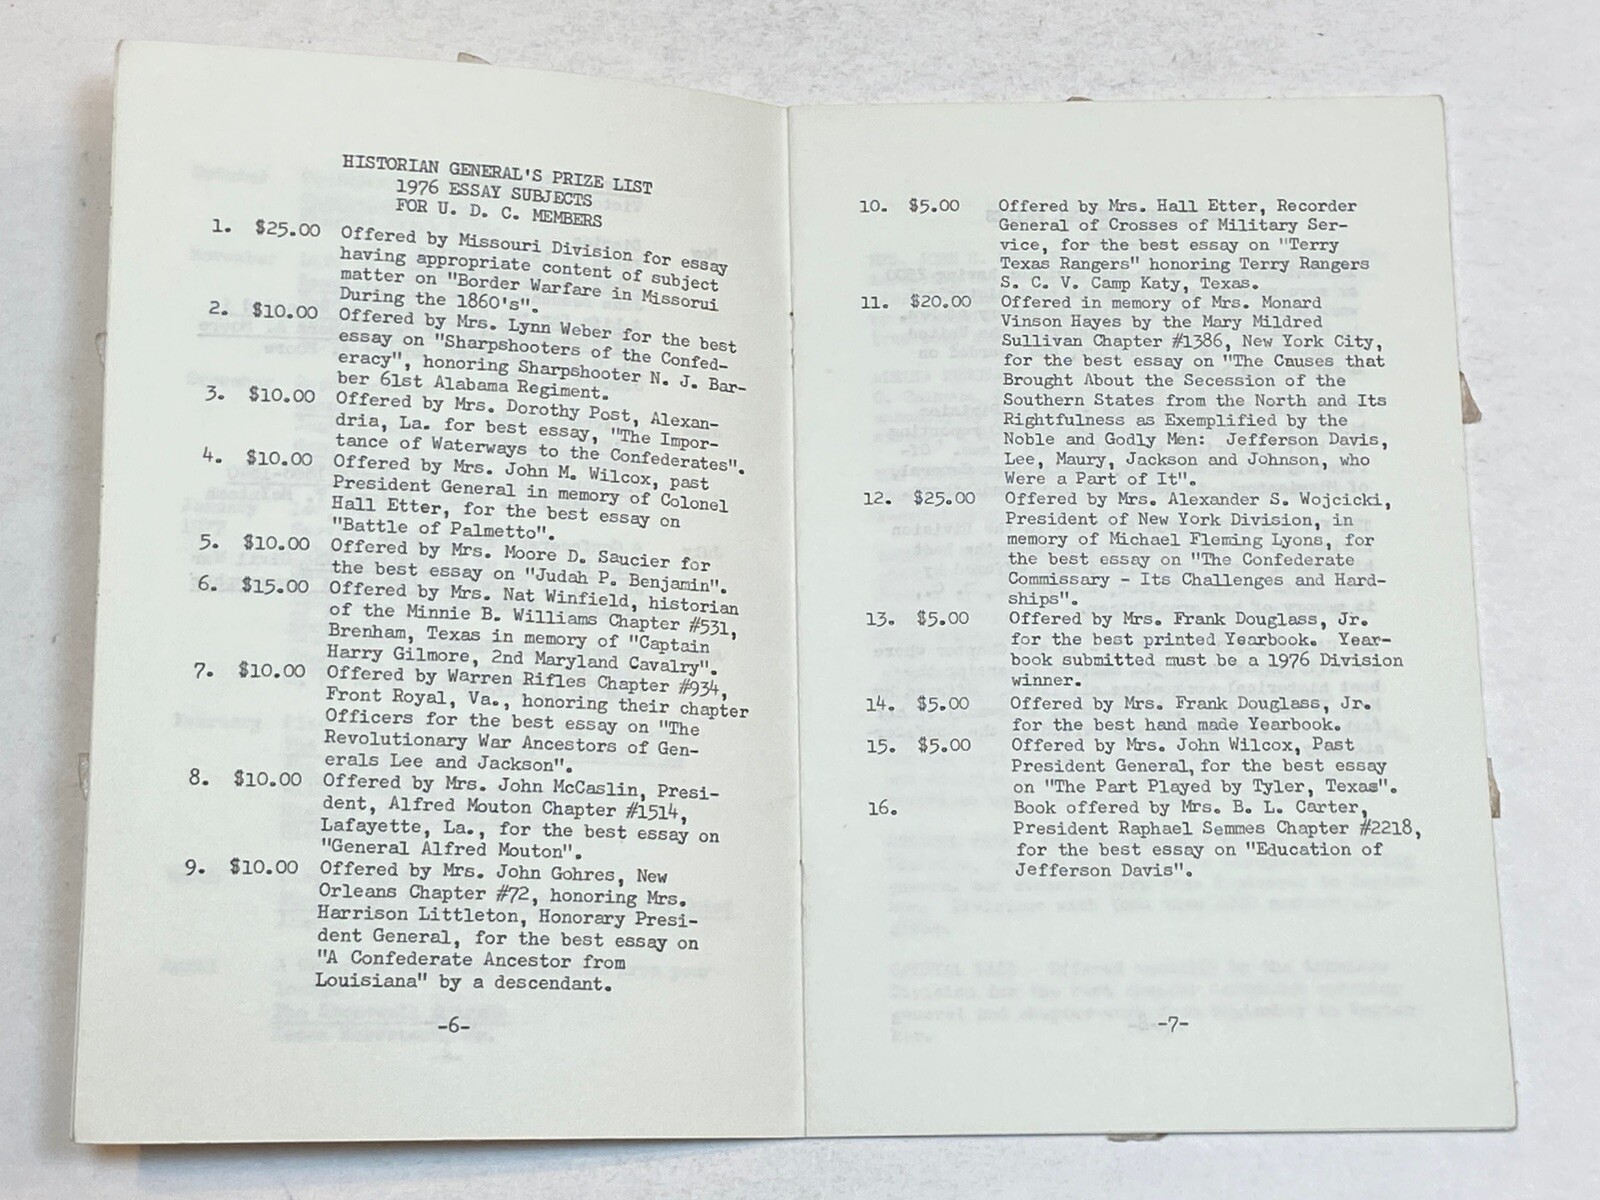 HISTORIAN GENERAL'S PRIZE LIST
1976 ESSAY SUBJECTS
FOR U. D. C. MEMBERS
1. $25.00 Offered by Missouri Division for essay
having appropriate content of subject
matter on "Border Warfare in Missorui
During the 1860's".
2. $10.00 Offered by Mrs. Lynn Weber for the best
essay on "Sharpshooters of the Confed-
eracy", honoring Sharpshooter N. J. Bar-
ber 61st Alabama Regiment.
3. $10.00 Offered by Mrs. Dorothy Post, Alexan-
dria, La. for best essay, "The Impor-
tance of Waterways to the Confederates".
4. $10.00 Offered by Mrs. John M. Wilcox, past
President General in memory of Colonel
Hall Etter, for the best essay on
"Battle of Palmetto".
5. $10.00 Offered by Mrs. Moore D. Saucier for
the best essay on "Judah P. Benjamin".
6. $15.00 Offered by Mrs. Nat Winfield, historian
of the Minnie B. Williams Chapter #531,
Brenham, Texas in memory of "Captain
Harry Gilmore, 2nd Maryland Cavalry".
7. $10.00 Offered by Warren Rifles Chapter #934,
Front Royal, Va., honoring their chapter
Officers for the best essay on "The
Revolutionary War Ancestors of Gen-
erals Lee and Jackson".
8. $10.00 Offered by Mrs. John McCaslin, Presi-
dent, Alfred Mouton Chapter #1514,
Lafayette, La., for the best essay on
"General Alfred Mouton".
9. $10.00 Offered by Mrs. John Gohres, New
Orleans Chapter #72, honoring Mrs.
Harrison Littleton, Honorary Presi-
dent General, for the best essay on
"A Confederate Ancestor from
Louisiana" by a descendant.
-6-
10. $5.00 Offered by Mrs. Hall Etter, Recorder
General of Crosses of Military Ser-
vice, for the best essay on "Terry
Texas Rangers" honoring Terry Rangers
S. C. V. Camp Katy, Texas.
11. $20.00 Offered in memory of Mrs. Monard
Vinson Hayes by the Mary Mildred
Sullivan Chapter #1386, New York City,
for the best essay on "The Causes that
Brought About the Secession of the
Southern States from the North and Its
Rightfulness as Exemplified by the
Noble and Godly Men: Jefferson Davis,
Lee, Maury, Jackson and Johnson, who
Were a Part of It".
12. $25.00 Offered by Mrs. Alexander S. Wojcicki,
President of New York Division, in
memory of Michael Fleming Lyons, for
the best essay on "The Confederate
Commissary - Its Challenges and Hard-
ships".
13. $5.00 Offered by Mrs. Frank Douglass, Jr.
for the best printed Yearbook. Year-
book submitted must be a 1976 Division
winner.
14. $5.00 Offered by Mrs. Frank Douglass, Jr.
for the best hand made Yearbook.
15. $5.00 Offered by Mrs. John Wilcox, Past
President General, for the best essay
on "The Part Played by Tyler, Texas".
16. Book offered by Mrs. B. L. Carter,
President Raphael Semmes Chapter #2218,
for the best essay on "Education of
Jefferson Davis".
-7-